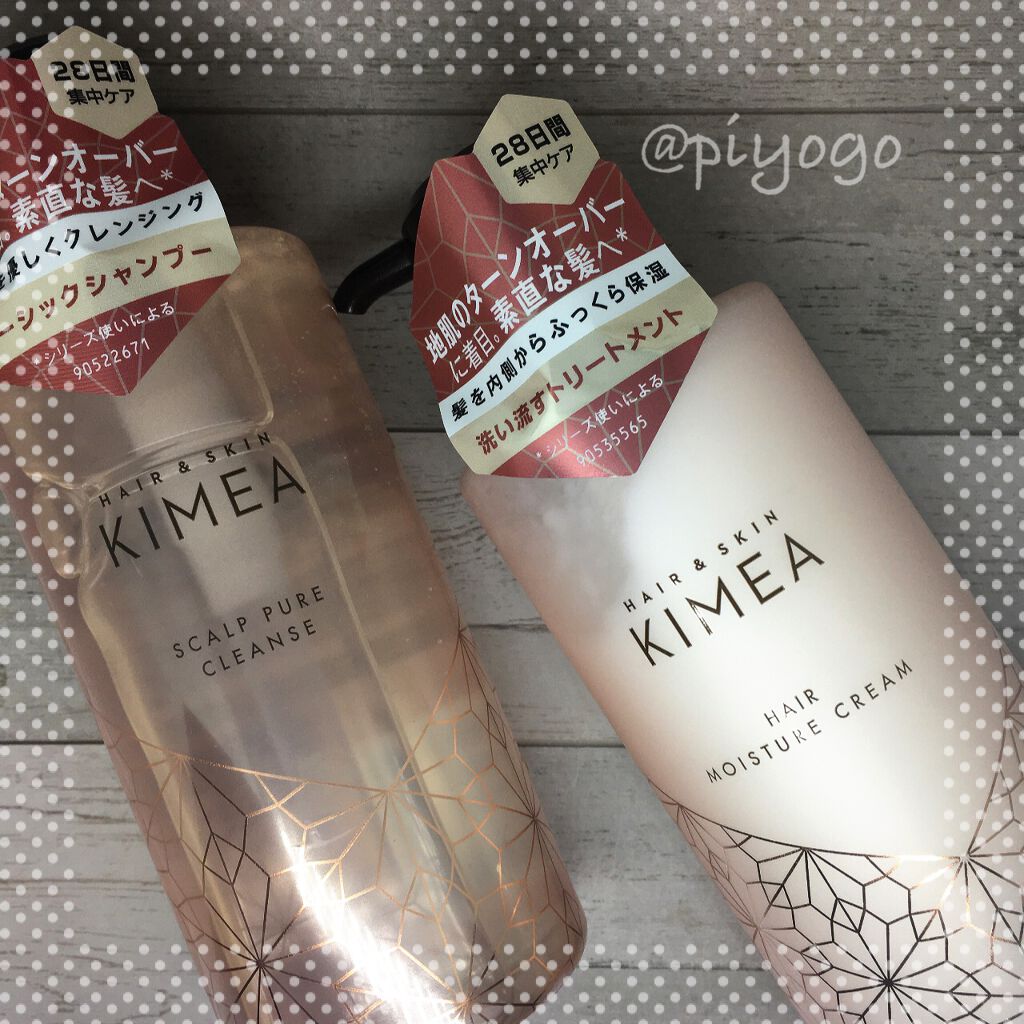 28日間
集中ケア
ーンオーバー
素直な髪へ*
優しくクレンジング
ーシックシャンプー
*シリーズ使いによる
90522671
HAIR & SKIN
KIMEA
SCALP PURE
CLEANSE
@piyogo
28日間
集中ケア
地肌のターンオーバー
に着目。素直な髪へ*
髪を内側からふっくら保湿
洗い流すトリートメント
*シリーズ使いによる
90535565
HAIR & SKIN
KIMEA
HAIR
MOISTURE CREAM